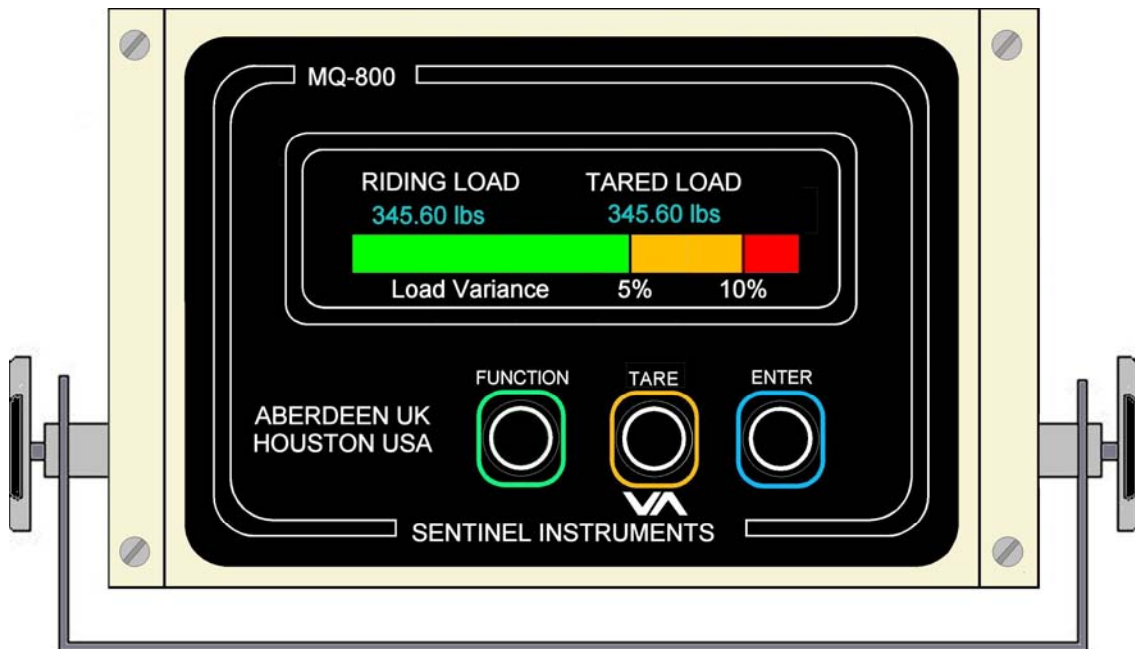 MQ-800
RIDING LOAD TARED LOAD
345.60 lbs 345.60 lbs
Load Variance 5% 10%
FUNCTION TARE ENTER
ABERDEEN UK
HOUSTON USA
SENTINEL INSTRUMENTS